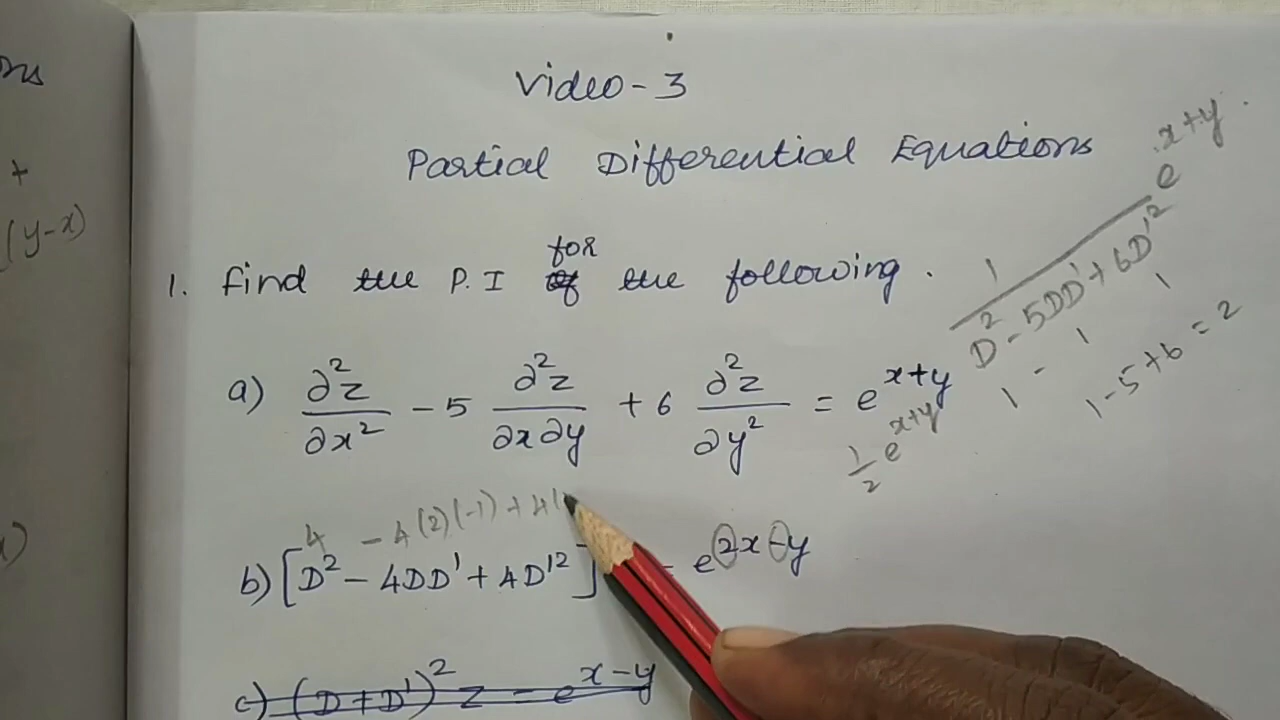 Video - 3
Partial Differential Equations
1. Find the P.I for the following.
a) ∂²z/∂x² - 5 ∂²z/∂x∂y + 6 ∂²z/∂y² = e^(x+y)
1/2 e^(x+y)
1/(D² - 5DD' + 6D'²) e^(x+y)
1 - 1 1
1 - 5 + 6 = 2
4 - 4(2)(-1) + 4(
b) [D² - 4DD' + 4D'²] = e^(2x-y)
c) (D + D')² z = e^(x-y)
(y-x)
+